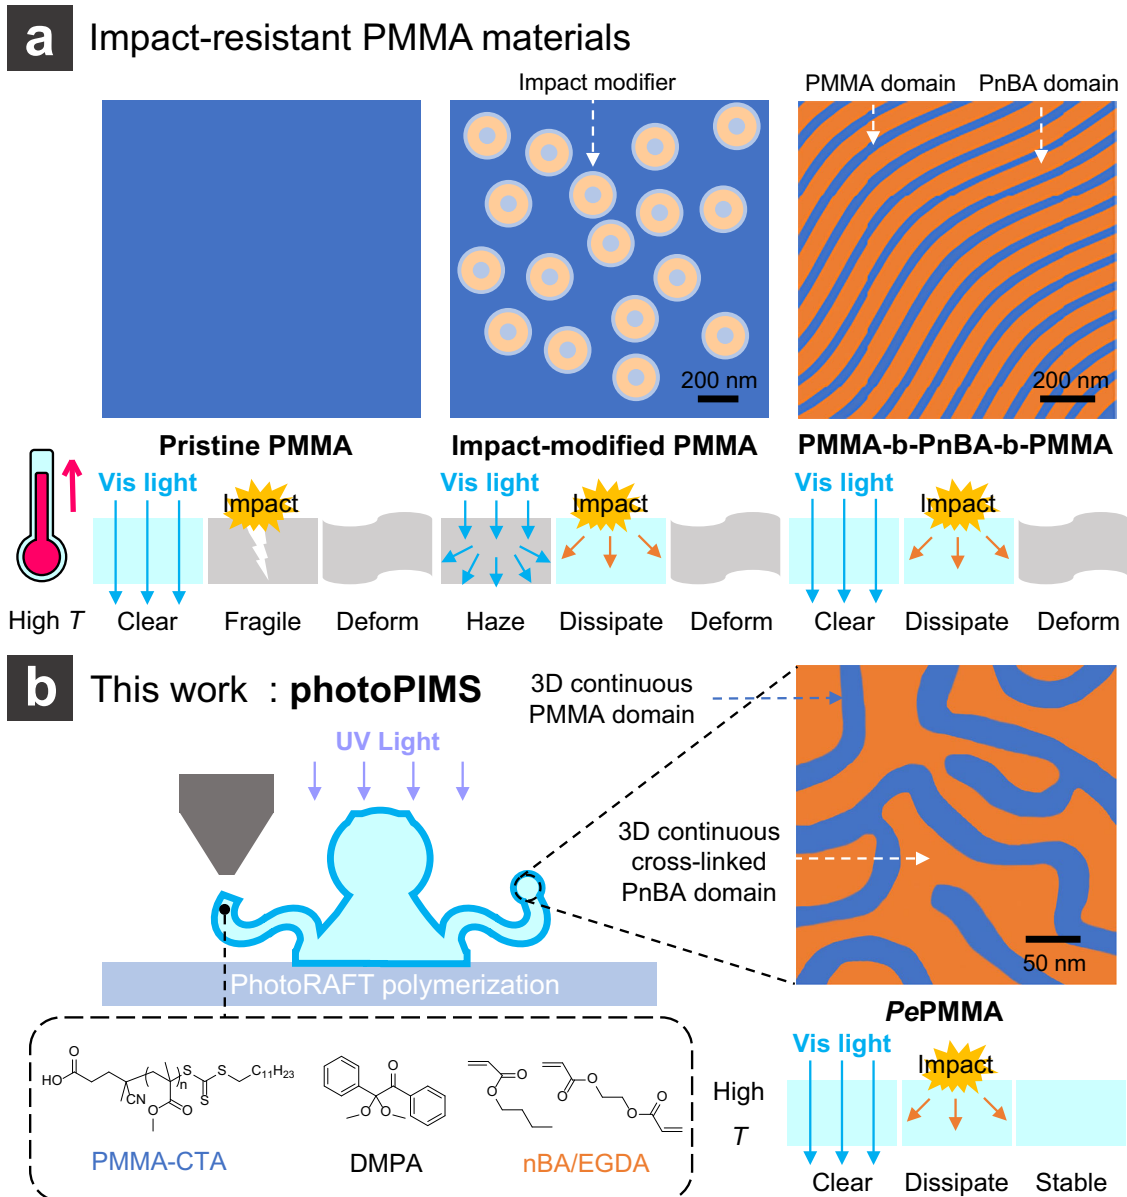 a Impact-resistant PMMA materials
Impact modifier
PMMA domain PnBA domain
200 nm
200 nm
Pristine PMMA
Impact-modified PMMA
PMMA-b-PnBA-b-PMMA
Vis light
Impact
Vis light
Impact
Vis light
Impact
High T
Clear
Fragile
Deform
Haze
Dissipate
Deform
Clear
Dissipate
Deform
b This work : photoPIMS
UV Light
3D continuous
PMMA domain
3D continuous
cross-linked
PnBA domain
50 nm
PhotoRAFT polymerization
PePMMA
O
HO
CN
n
O
O
S
S
S
C11H23
PMMA-CTA
O
O
O
DMPA
O
O
O
O
O
O
nBA/EGDA
High
T
Vis light
Impact
Clear
Dissipate
Stable